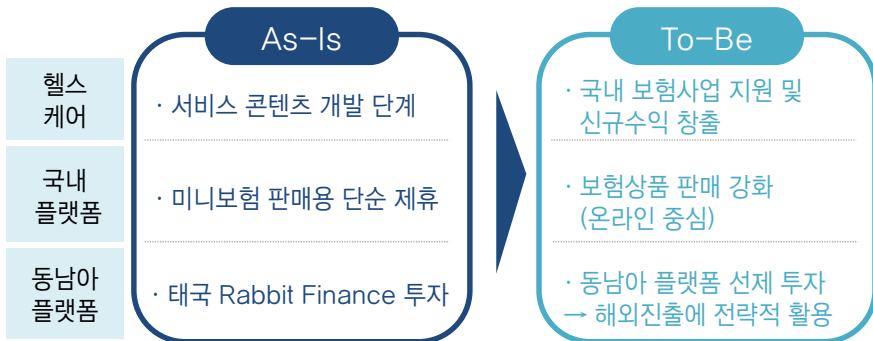 As-Is
To-Be
헬스
케어
· 서비스 콘텐츠 개발 단계
· 국내 보험사업 지원 및
신규수익 창출
국내
플랫폼
· 미니보험 판매용 단순 제휴
· 보험상품 판매 강화
(온라인 중심)
동남아
플랫폼
· 태국 Rabbit Finance 투자
· 동남아 플랫폼 선제 투자
→ 해외진출에 전략적 활용